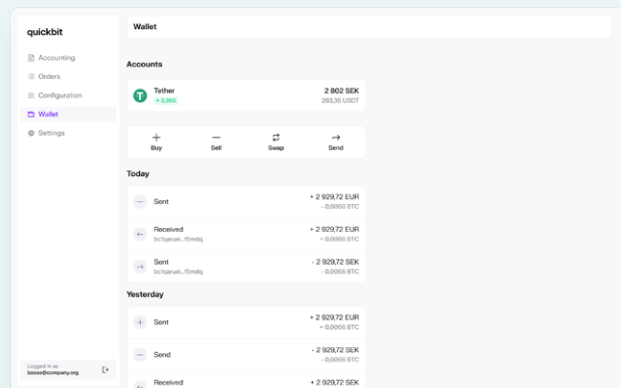 quickbit
Accounting
Orders
Configuration
Wallet
Settings
Logged in as
Wallet
Accounts
Tether
2 802 SEK
283,35 USDT
Buy
Sell
Swap
Send
Today
Sent
+ 2 929,72 EUR
- 0,0068 BTC
Received
+ 2 929,72 EUR
+ 0,0068 BTC
Sent
- 2 929,72 SEK
- 0,0068 BTC
Yesterday
Sent
+ 2 929,72 EUR
+ 0,0068 BTC
Send
- 2 929,72 SEK
- 0,0068 BTC
Received
+ 2 929,72 SEK